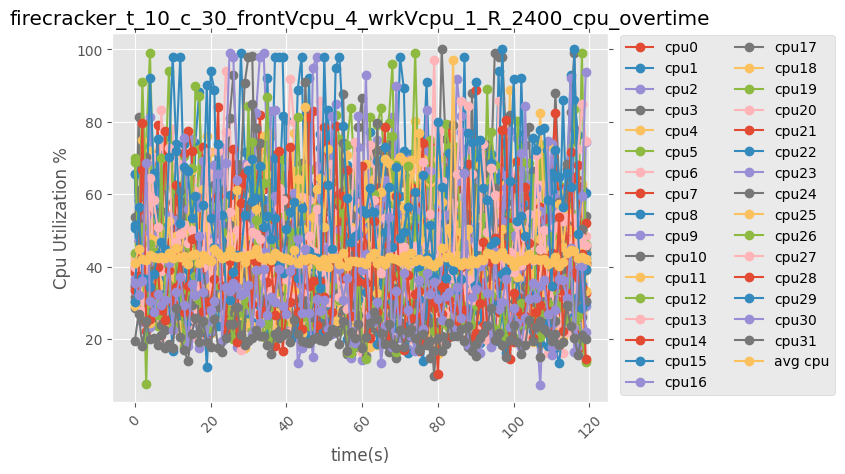 firecracker_t_10_c_30_frontVcpu_4_wrkVcpu_1_R_2400_cpu_overtime
Cpu Utilization %
100
80
60
40
20
0
20
40
60
80
100
120
time(s)
cpu0
cpu1
cpu2
cpu3
cpu4
cpu5
cpu6
cpu7
cpu8
cpu9
cpu10
cpu11
cpu12
cpu13
cpu14
cpu15
cpu16
cpu17
cpu18
cpu19
cpu20
cpu21
cpu22
cpu23
cpu24
cpu25
cpu26
cpu27
cpu28
cpu29
cpu30
cpu31
avg cpu